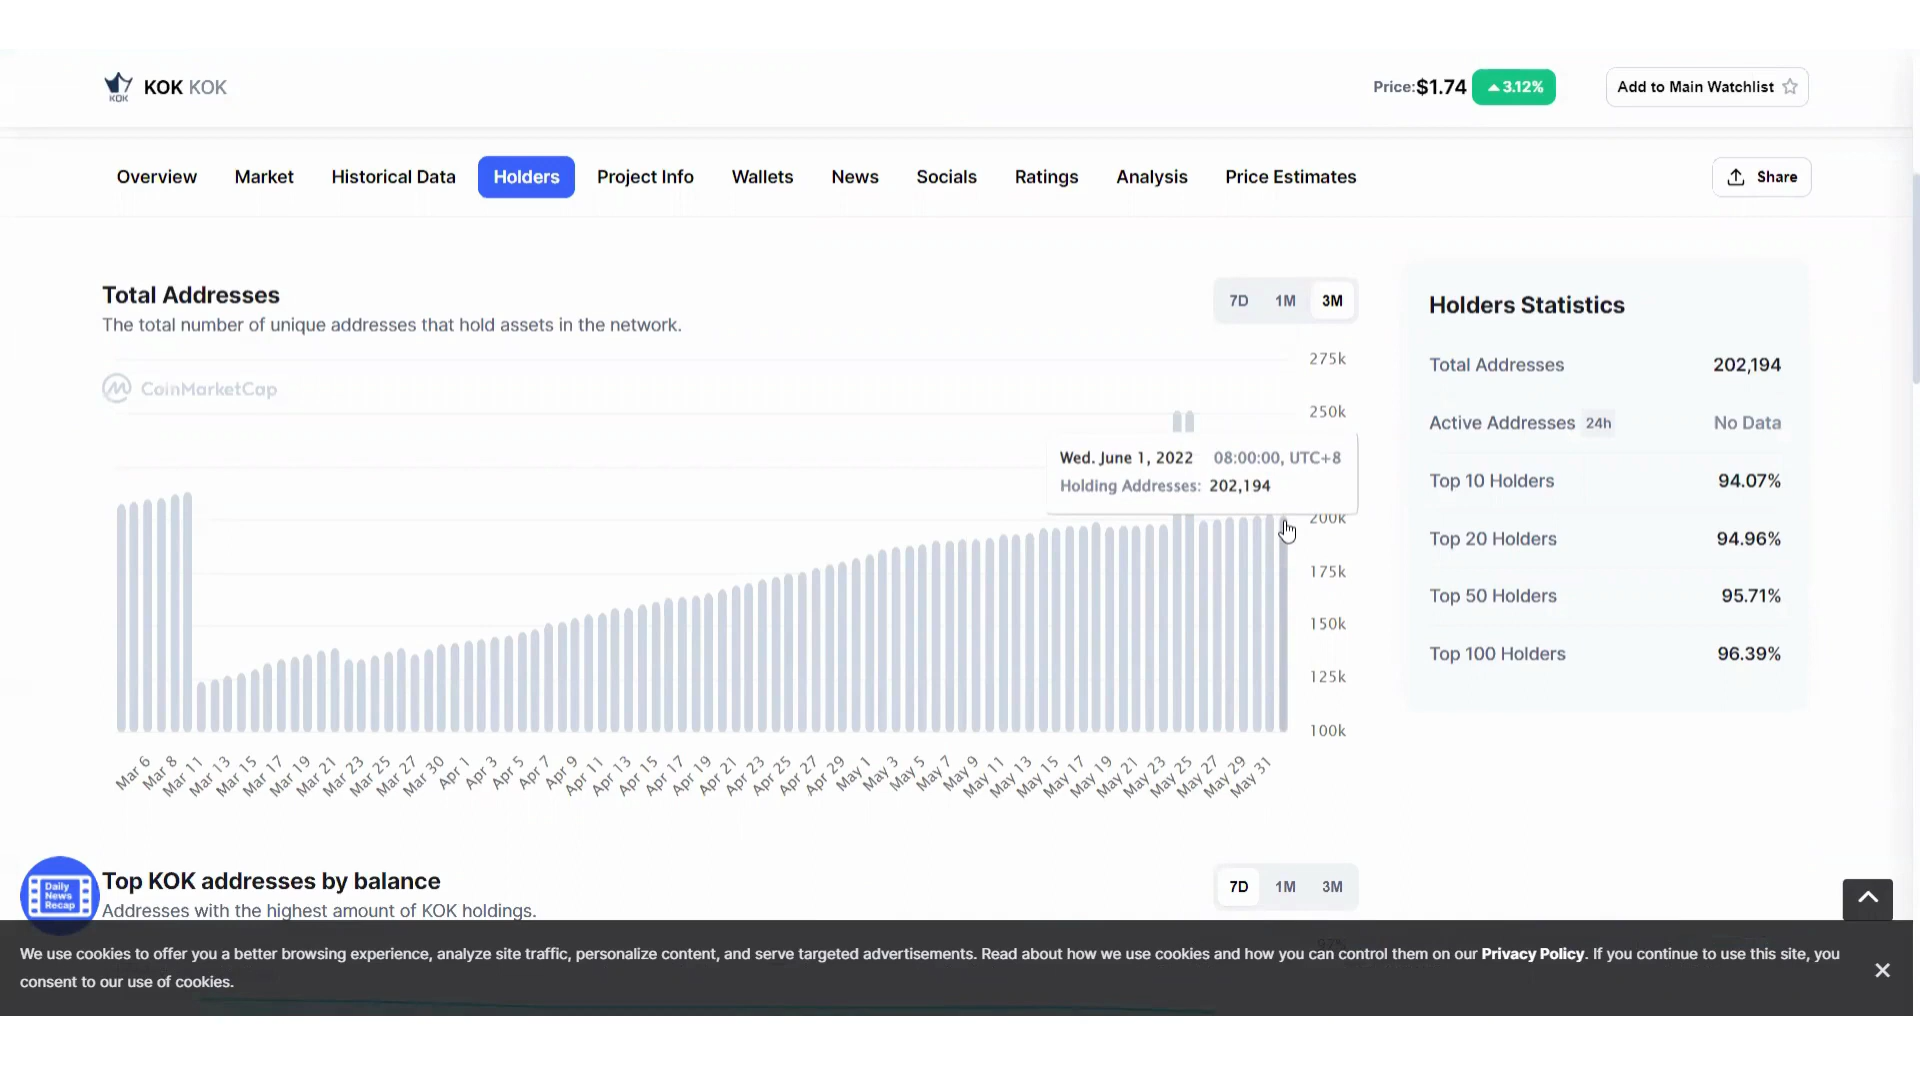 KOK
KOK KOK
Price:$1.74 3.12%
Add to Main Watchlist
Overview Market Historical Data Holders Project Info Wallets News Socials Ratings Analysis Price Estimates
Share
Total Addresses
The total number of unique addresses that hold assets in the network.
7D 1M 3M
CoinMarketCap
275k
250k
Wed. June 1, 2022 08:00:00, UTC+8
Holding Addresses: 202,194
200k
175k
150k
125k
100k
Mar 6 Mar 8 Mar 11 Mar 13 Mar 15 Mar 17 Mar 19 Mar 21 Mar 23 Mar 25 Mar 27 Mar 30 Apr 1 Apr 3 Apr 5 Apr 7 Apr 9 Apr 11 Apr 13 Apr 15 Apr 17 Apr 19 Apr 21 Apr 23 Apr 25 Apr 27 Apr 29 May 1 May 3 May 5 May 7 May 9 May 11 May 13 May 15 May 17 May 19 May 21 May 23 May 25 May 27 May 29 May 31
Holders Statistics
Total Addresses 202,194
Active Addresses 24h No Data
Top 10 Holders 94.07%
Top 20 Holders 94.96%
Top 50 Holders 95.71%
Top 100 Holders 96.39%
Daily
News
Recap
Top KOK addresses by balance
Addresses with the highest amount of KOK holdings.
7D 1M 3M
We use cookies to offer you a better browsing experience, analyze site traffic, personalize content, and serve targeted advertisements. Read about how we use cookies and how you can control them on our Privacy Policy. If you continue to use this site, you
consent to our use of cookies.